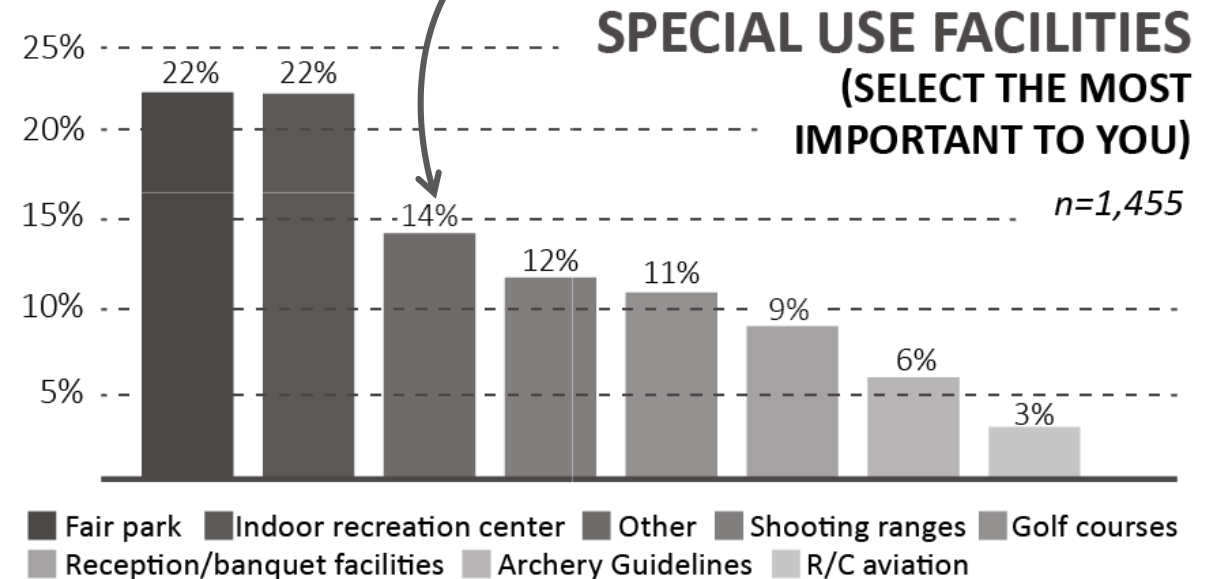 SPECIAL USE FACILITIES
(SELECT THE MOST
IMPORTANT TO YOU)
n=1,455
25%
20%
15%
10%
5%
22%
22%
14%
12%
11%
9%
6%
3%
Fair park Indoor recreation center Other Shooting ranges Golf courses
Reception/banquet facilities Archery Guidelines R/C aviation